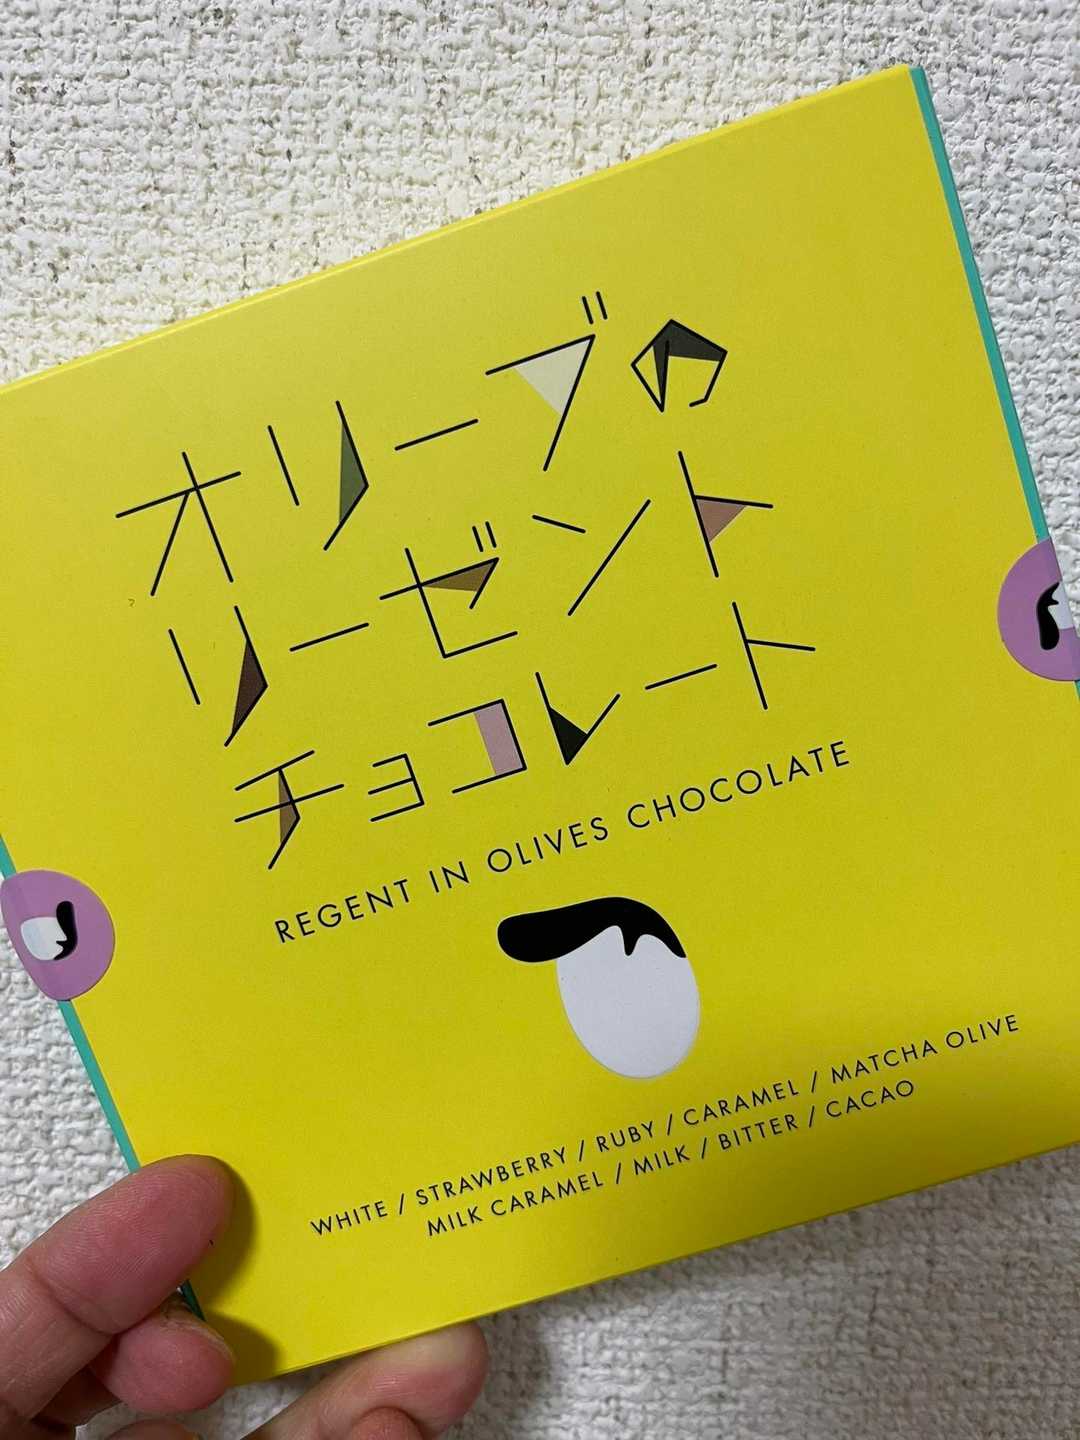 オリーブの
リーゼント
チョコレート
REGENT IN OLIVES CHOCOLATE
WHITE / STRAWBERRY / RUBY / CARAMEL / MATCHA OLIVE
MILK CARAMEL / MILK / BITTER / CACAO